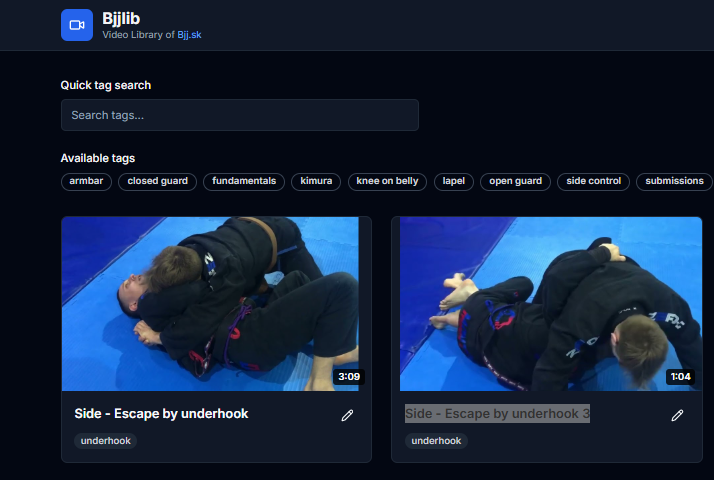 Bjjlib
Video Library of Bjj.sk
Quick tag search
Search tags...
Available tags
armbar closed guard fundamentals kimura knee on belly lapel open guard side control submissions
3:09 1:04
Side - Escape by underhook Side - Escape by underhook 3
underhook underhook